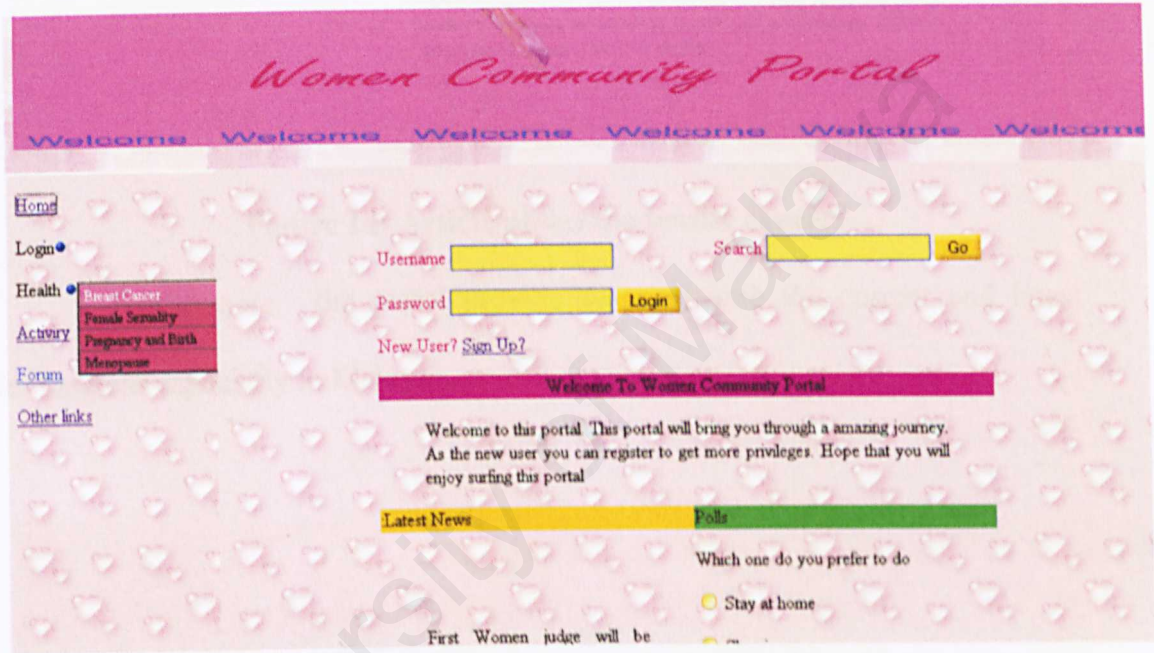 Women Community Portal
Welcome Welcome Welcome Welcome Welcome Welcome
Home
Login
Health
Breast Cancer
Female Sexuality
Pregnancy and Birth
Menopause
Activity
Forum
Other links
Username
Search
Go
Password
Login
New User? Sign Up?
Welcome To Women Community Portal
Welcome to this portal. This portal will bring you through a amazing journey.
As the new user you can register to get more privileges. Hope that you will
enjoy surfing this portal
Latest News
Polls
Which one do you prefer to do
Stay at home
First Women judge will be
University of Malaya